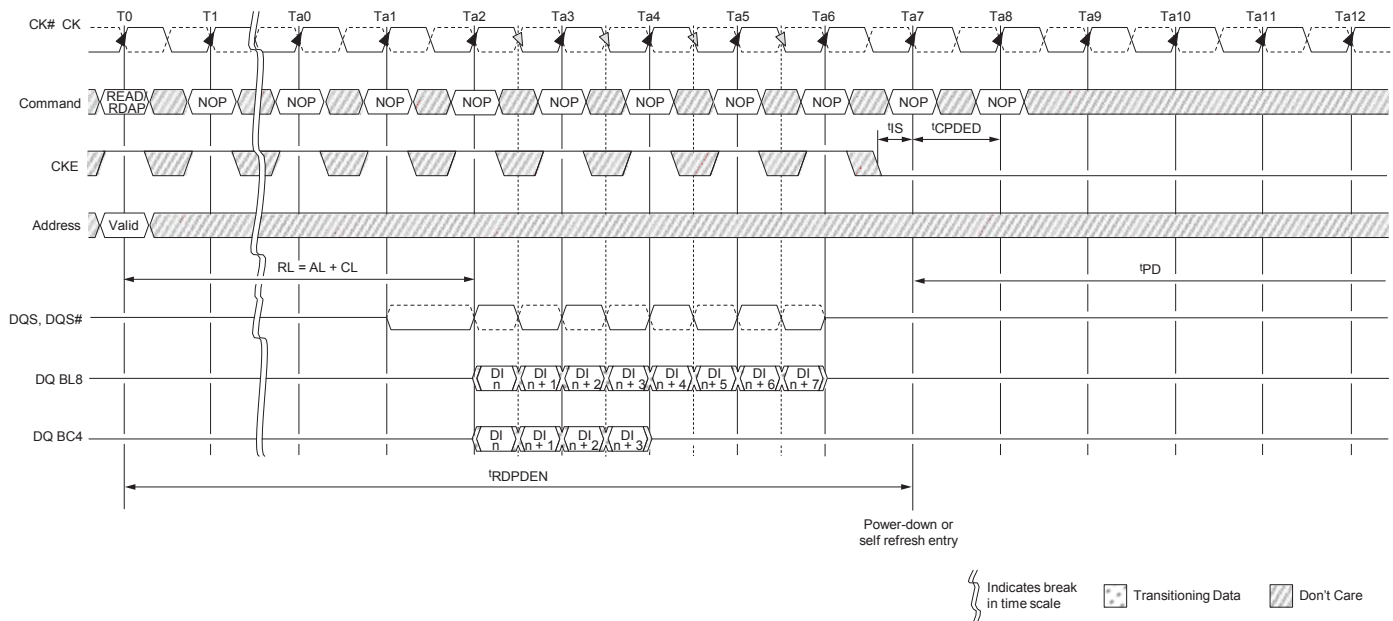 T0 T1 Ta0 Ta1 Ta2 Ta3 Ta4 Ta5 Ta6 Ta7 Ta8 Ta9 Ta10 Ta11 Ta12
CK# CK
Command READ/ RDAP NOP NOP NOP NOP NOP NOP NOP NOP NOP NOP
tIS tCPDED
CKE
Address Valid
RL = AL + CL
tPD
DQS, DQS#
DQ BL8 DI n DI n + 1 DI n + 2 DI n + 3 DI n + 4 DI n+ 5 DI n + 6 DI n + 7
DQ BC4 DI n DI n + 1 DI n + 2 DI n + 3
tRDPDEN
Power-down or
self refresh entry
Indicates break
in time scale
Transitioning Data
Don't Care